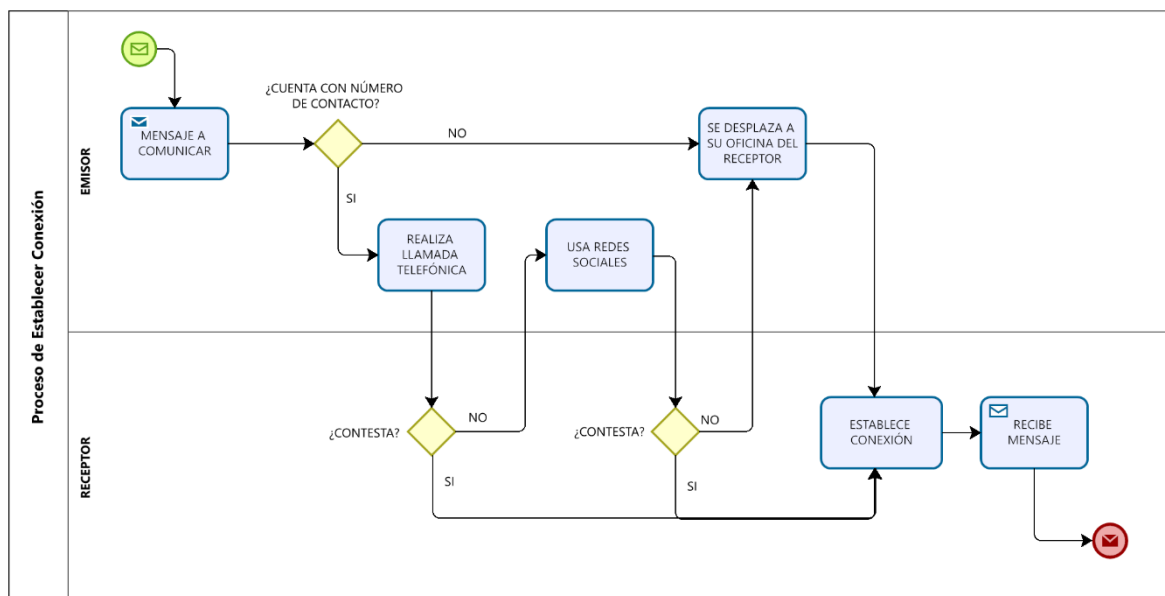 Proceso de Establecer Conexión
EMISOR
MENSAJE A
COMUNICAR
¿CUENTA CON NÚMERO
DE CONTACTO?
NO
SI
SE DESPLAZA A
SU OFICINA DEL
RECEPTOR
REALIZA
LLAMADA
TELEFÓNICA
USA REDES
SOCIALES
RECEPTOR
¿CONTESTA?
NO
SI
¿CONTESTA?
NO
SI
ESTABLECE
CONEXIÓN
RECIBE
MENSAJE